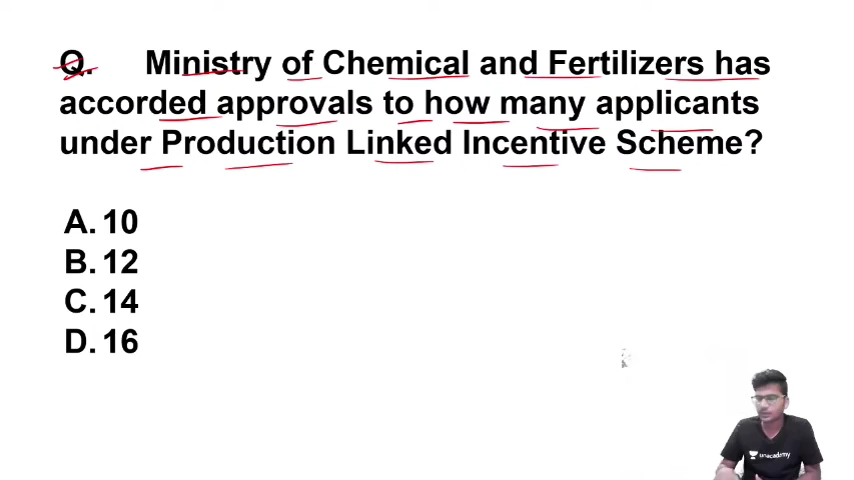 Q. Ministry of Chemical and Fertilizers has
accorded approvals to how many applicants
under Production Linked Incentive Scheme?
A. 10
B. 12
C. 14
D. 16
unacademy